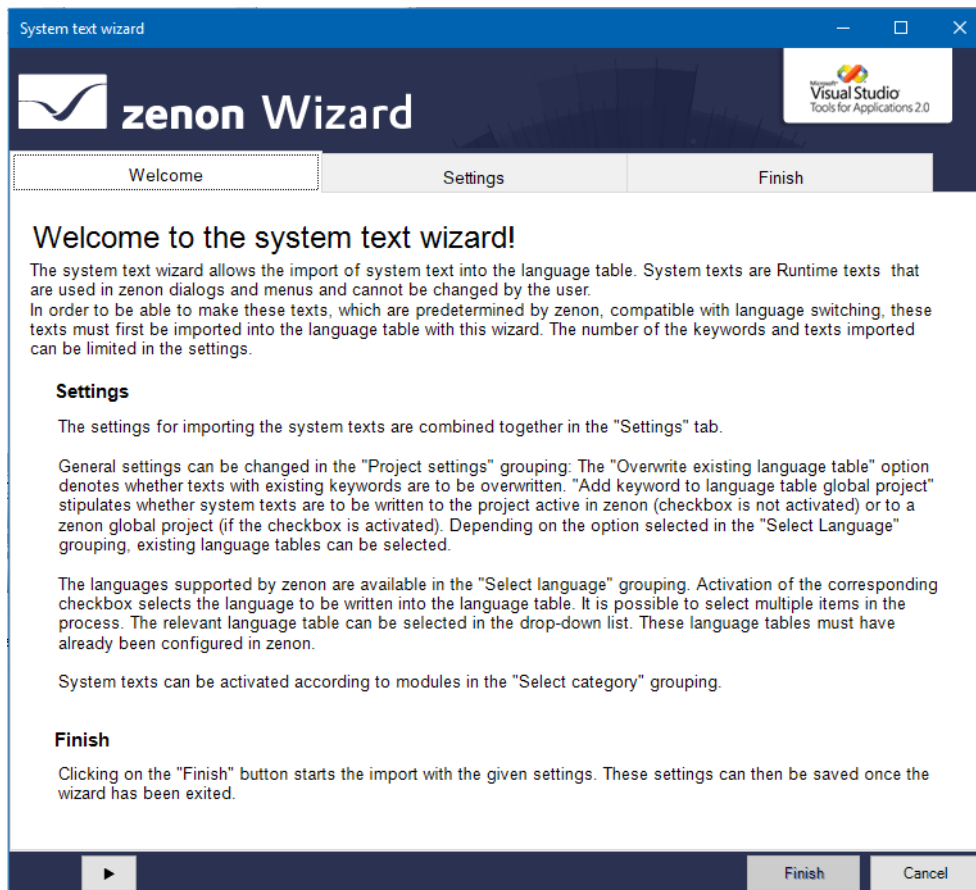 System text wizard
zenon Wizard
Microsoft
Visual Studio
Tools for Applications 2.0
Welcome
Settings
Finish
Welcome to the system text wizard!
The system text wizard allows the import of system text into the language table. System texts are Runtime texts that
are used in zenon dialogs and menus and cannot be changed by the user.
In order to be able to make these texts, which are predetermined by zenon, compatible with language switching, these
texts must first be imported into the language table with this wizard. The number of the keywords and texts imported
can be limited in the settings.
Settings
The settings for importing the system texts are combined together in the "Settings" tab.
General settings can be changed in the "Project settings" grouping: The "Overwrite existing language table" option
denotes whether texts with existing keywords are to be overwritten. "Add keyword to language table global project"
stipulates whether system texts are to be written to the project active in zenon (checkbox is not activated) or to a
zenon global project (if the checkbox is activated). Depending on the option selected in the "Select Language"
grouping, existing language tables can be selected.
The languages supported by zenon are available in the "Select language" grouping. Activation of the corresponding
checkbox selects the language to be written into the language table. It is possible to select multiple items in the
process. The relevant language table can be selected in the drop-down list. These language tables must have
already been configured in zenon.
System texts can be activated according to modules in the "Select category" grouping.
Finish
Clicking on the "Finish" button starts the import with the given settings. These settings can then be saved once the
wizard has been exited.
Finish
Cancel